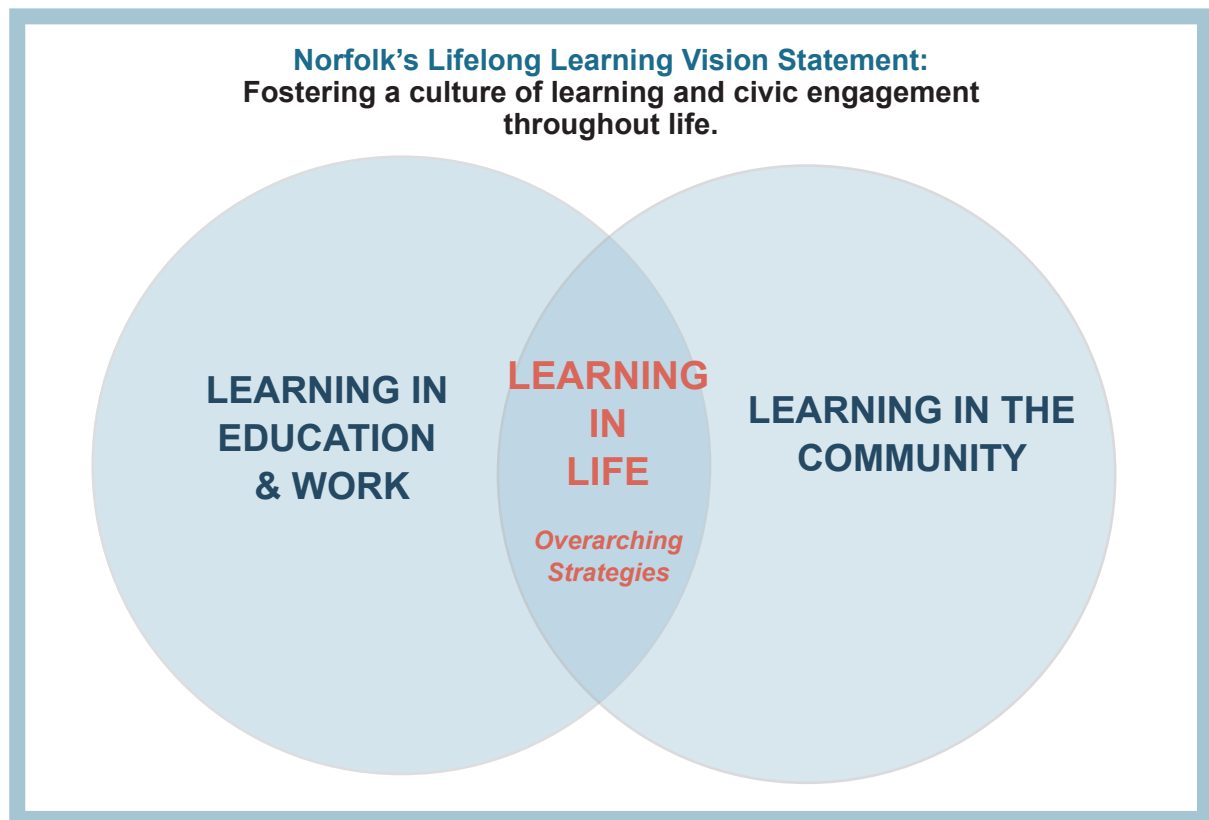 Norfolk’s Lifelong Learning Vision Statement:
Fostering a culture of learning and civic engagement
throughout life.
LEARNING IN
EDUCATION
& WORK
LEARNING
IN
LIFE
Overarching
Strategies
LEARNING IN THE
COMMUNITY